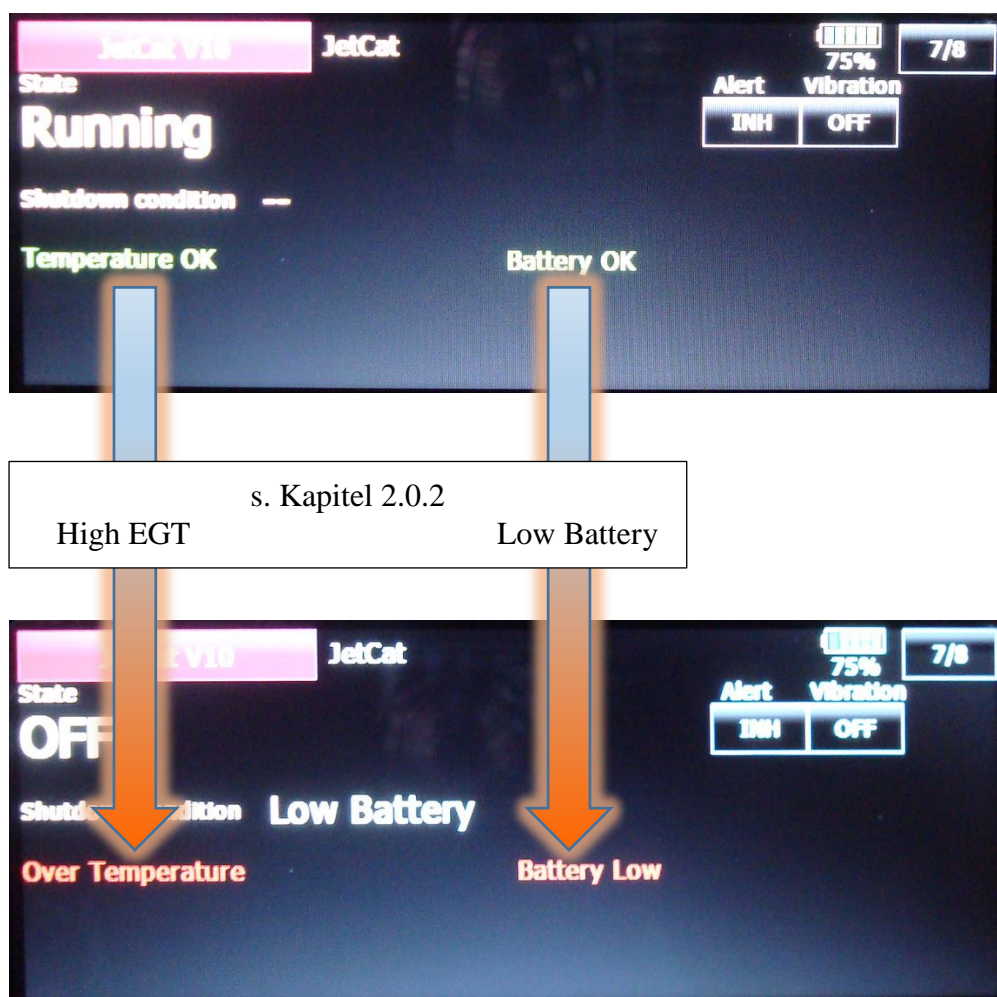 JetCat V10 JetCat 75% 7/8
State Alert Vibration
Running INH OFF
Shutdown condition --
Temperature OK Battery OK
s. Kapitel 2.0.2
High EGT Low Battery
V10 JetCat 75% 7/8
State Alert Vibration
OFF INH OFF
Low Battery
Over Temperature Battery Low